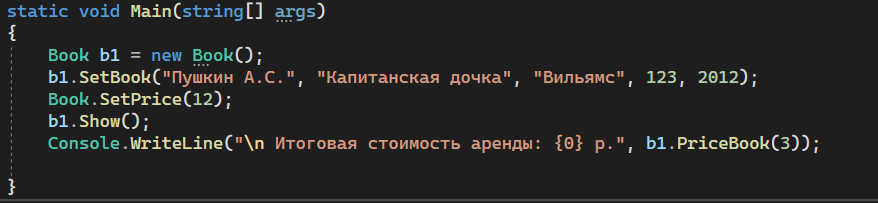 static void Main(string[] args)
{
Book b1 = new Book();
b1.SetBook("Пушкин А.С.", "Капитанская дочка", "Вильямс", 123, 2012);
Book.SetPrice(12);
b1.Show();
Console.WriteLine("\n Итоговая стоимость аренды: {0} р.", b1.PriceBook(3));
}